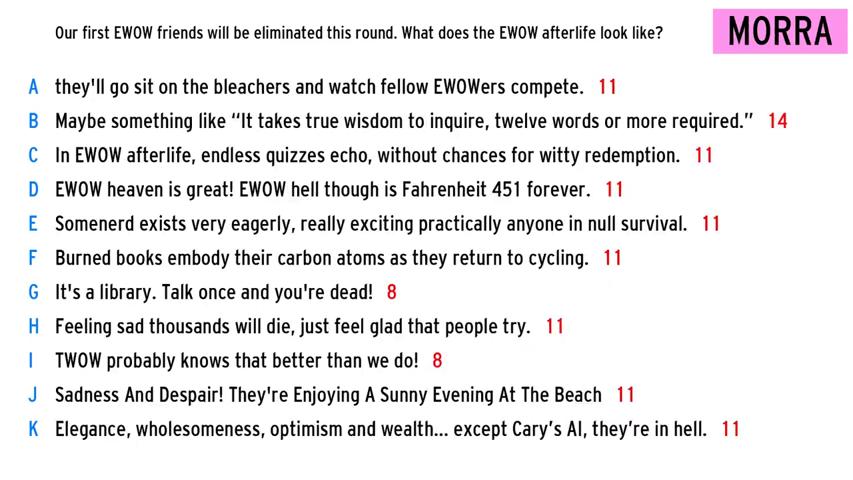 Our first EWOW friends will be eliminated this round. What does the EWOW afterlife look like?
MORRA
A they'll go sit on the bleachers and watch fellow EWOWers compete. 11
B Maybe something like “It takes true wisdom to inquire, twelve words or more required.” 14
C In EWOW afterlife, endless quizzes echo, without chances for witty redemption. 11
D EWOW heaven is great! EWOW hell though is Fahrenheit 451 forever. 11
E Somenerd exists very eagerly, really exciting practically anyone in null survival. 11
F Burned books embody their carbon atoms as they return to cycling. 11
G It's a library. Talk once and you're dead! 8
H Feeling sad thousands will die, just feel glad that people try. 11
I TWOW probably knows that better than we do! 8
J Sadness And Despair! They're Enjoying A Sunny Evening At The Beach 11
K Elegance, wholesomeness, optimism and wealth... except Cary’s AI, they’re in hell. 11